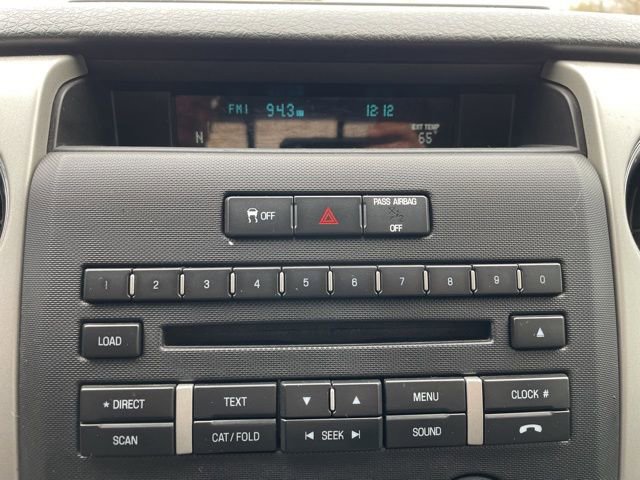 FM1 94.3 12:12
N EXT TEMP 65°
OFF PASS AIRBAG OFF
1 2 3 4 5 6 7 8 9 0
LOAD
* DIRECT TEXT MENU CLOCK #
SCAN CAT/FOLD SEEK SOUND